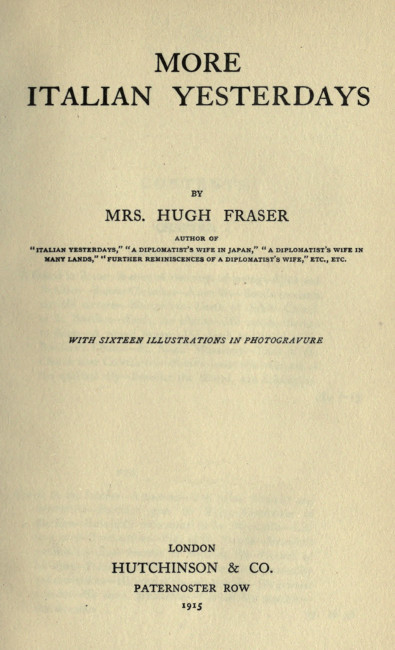 MORE
ITALIAN YESTERDAYS
BY
MRS. HUGH FRASER
AUTHOR OF
"ITALIAN YESTERDAYS," "A DIPLOMATIST'S WIFE IN JAPAN," "A DIPLOMATIST'S WIFE IN
MANY LANDS," "FURTHER REMINISCENCES OF A DIPLOMATIST'S WIFE," ETC., ETC.
WITH SIXTEEN ILLUSTRATIONS IN PHOTOGRAVURE
LONDON
HUTCHINSON & CO.
PATERNOSTER ROW
1915